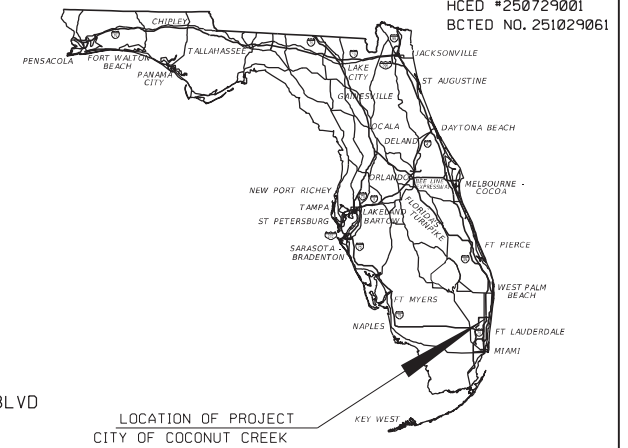 HCED #250729001
BCTED NO. 251029061
CHIPLEY
PENSACOLA
FORT WALTON
BEACH
PANAMA
CITY
TALLAHASSEE
LAKE
CITY
JACKSONVILLE
ST AUGUSTINE
GAINESVILLE
OCALA
DELAND
DAYTONA BEACH
ORLANDO
BEE LINE
EXPRESSWAY
MELBOURNE -
COCOA
NEW PORT RICHEY
TAMPA
ST PETERSBURG
LAKELAND
BARTOW
FLORIDA'S
TURNPIKE
SARASOTA -
BRADENTON
FT PIERCE
WEST PALM
BEACH
FT MYERS
NAPLES
FT LAUDERDALE
MIAMI
BLVD
LOCATION OF PROJECT
CITY OF COCONUT CREEK
KEY WEST